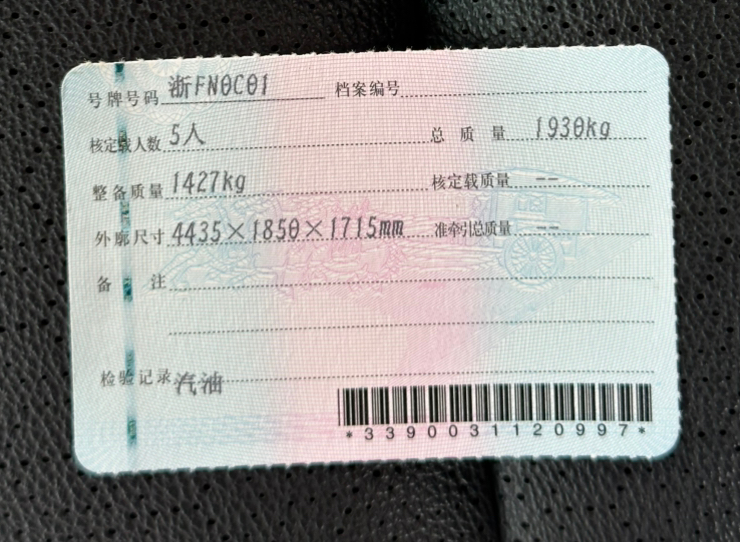 号牌号码 浙FN0C01 档案编号
核定载人数 5人 总质量 1930kg
整备质量 1427kg 核定载质量 --
外廓尺寸 4435×1850×1715mm 准牵引总质量 --
备注
检验记录 汽油
*3390031120997*